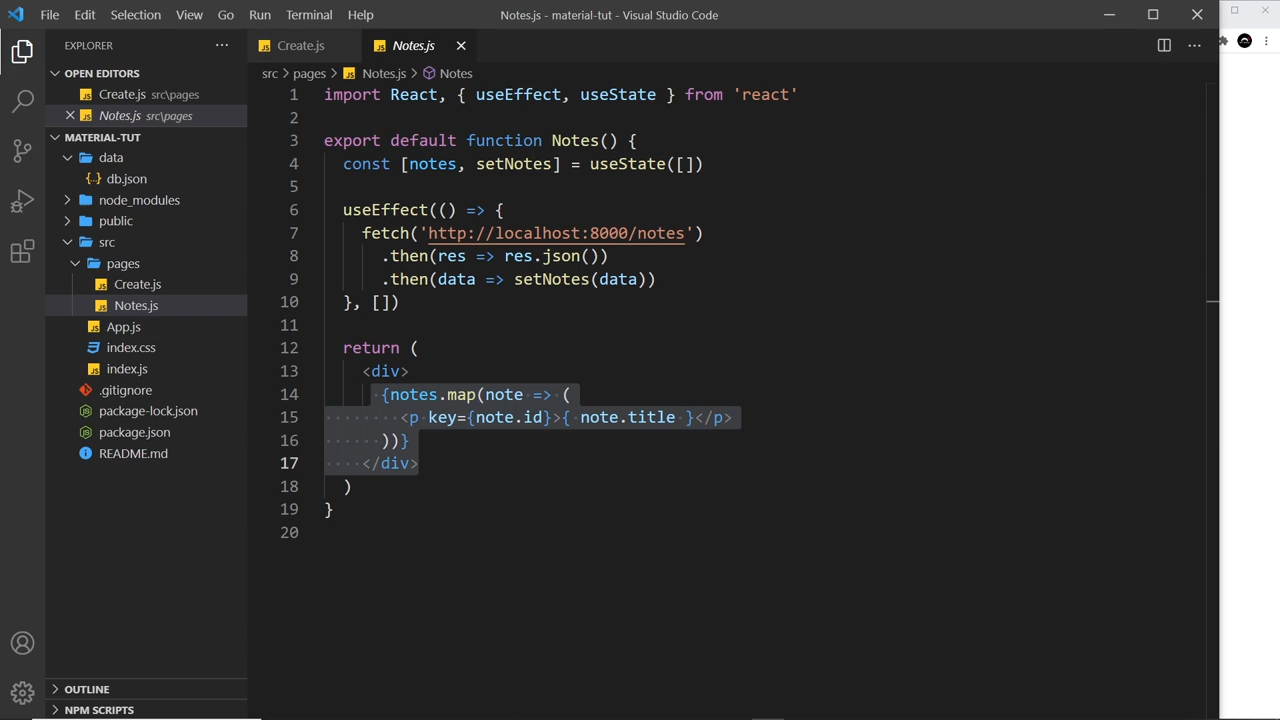 File Edit Selection View Go Run Terminal Help Notes.js - material-tut - Visual Studio Code
EXPLORER
OPEN EDITORS
Create.js src\pages
Notes.js src\pages
MATERIAL-TUT
data
db.json
node_modules
public
src
pages
Create.js
Notes.js
App.js
index.css
index.js
.gitignore
package-lock.json
package.json
README.md
OUTLINE
NPM SCRIPTS
Create.js Notes.js
src > pages > Notes.js > Notes
1 import React, { useEffect, useState } from 'react'
2
3 export default function Notes() {
4 const [notes, setNotes] = useState([])
5
6 useEffect(() => {
7 fetch('http://localhost:8000/notes')
8 .then(res => res.json())
9 .then(data => setNotes(data))
10 }, [])
11
12 return (
13 <div>
14 {notes.map(note => (
15 <p key={note.id}>{ note.title }</p>
16 ))}
17 </div>
18 )
19 }
20